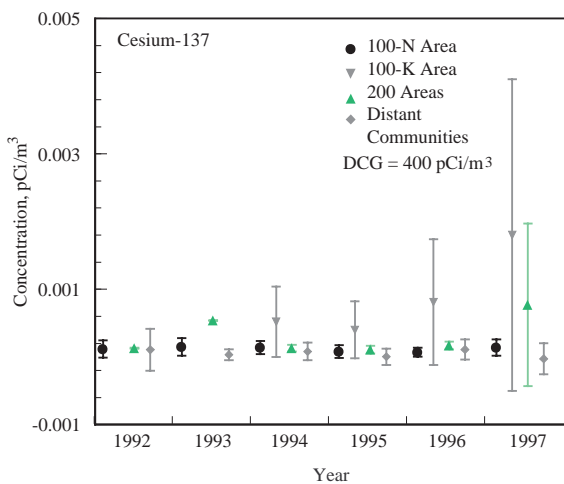 Cesium-137
100-N Area
100-K Area
200 Areas
Distant
Communities
DCG = 400 pCi/m3
Concentration, pCi/m3
0.005
0.003
0.001
-0.001
1992 1993 1994 1995 1996 1997
Year